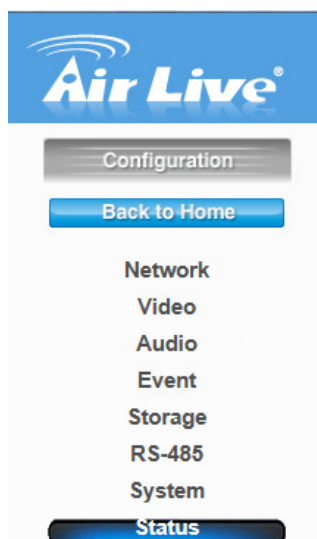 Air Live®
Configuration
Back to Home
Network
Video
Audio
Event
Storage
RS-485
System
Status